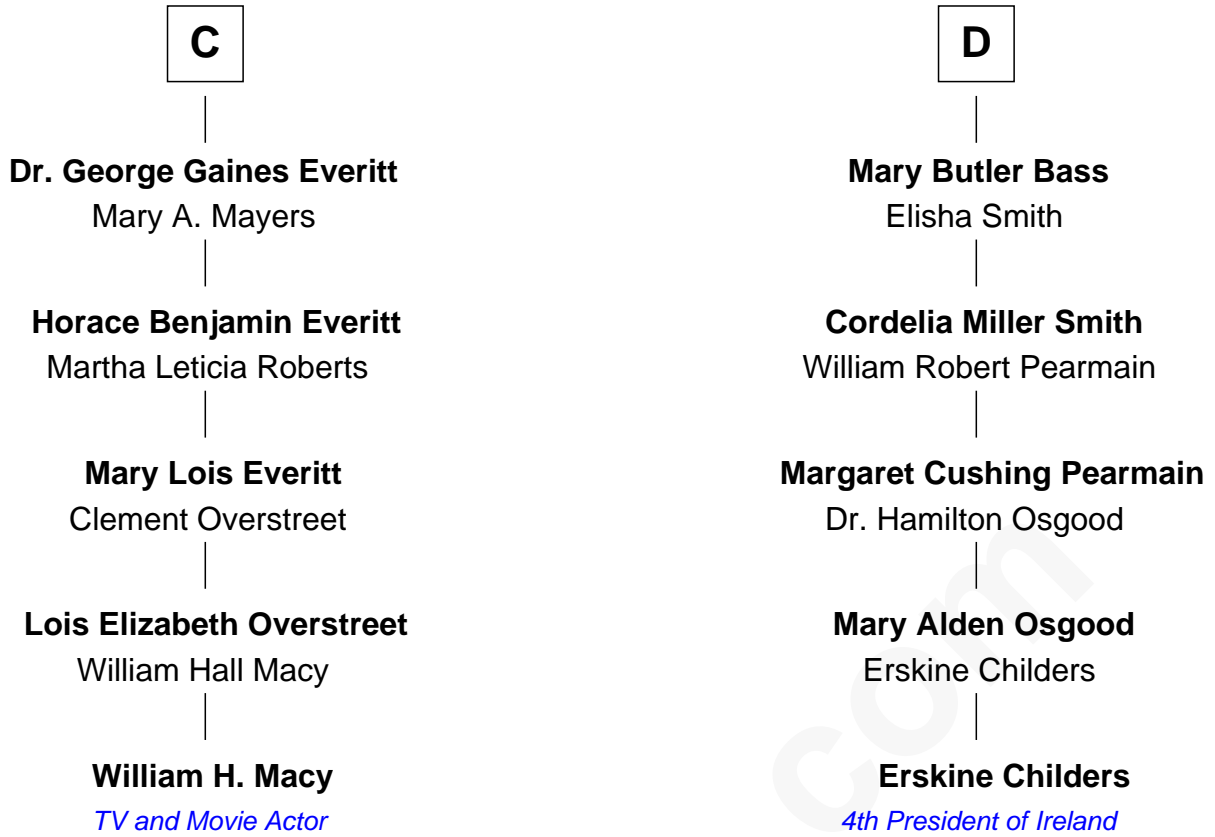 C
Dr. George Gaines Everitt
Mary A. Mayers
Horace Benjamin Everitt
Martha Leticia Roberts
Mary Lois Everitt
Clement Overstreet
Lois Elizabeth Overstreet
William Hall Macy
William H. Macy
TV and Movie Actor
D
Mary Butler Bass
Elisha Smith
Cordelia Miller Smith
William Robert Pearmain
Margaret Cushing Pearmain
Dr. Hamilton Osgood
Mary Alden Osgood
Erskine Childers
Erskine Childers
4th President of Ireland
com